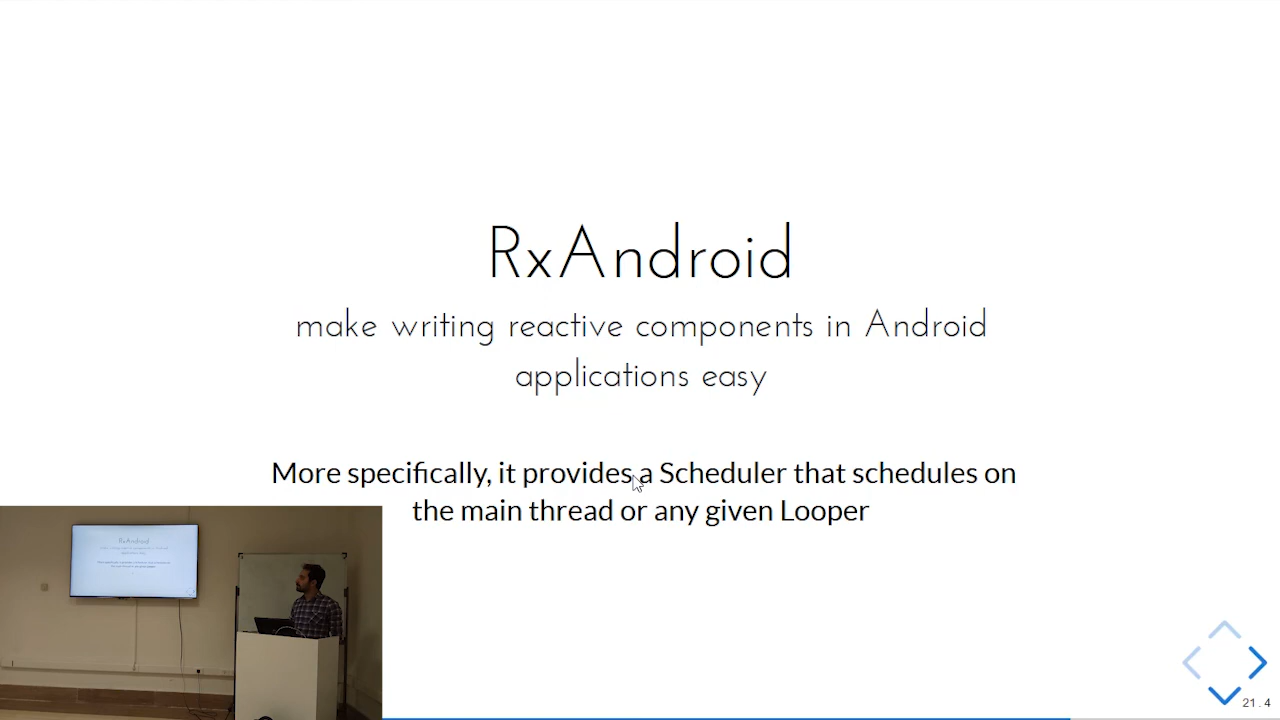 RxAndroid
make writing reactive components in Android
applications easy
More specifically, it provides a Scheduler that schedules on
the main thread or any given Looper
21.4
RxAndroid